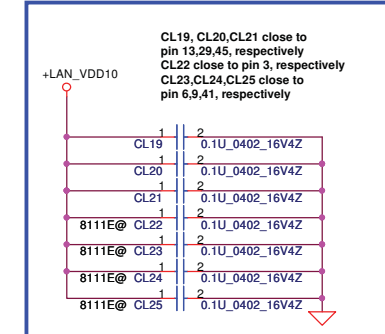 CL19, CL20,CL21 close to
pin 13,29,45, respectively
CL22 close to pin 3, respectively
CL23,CL24,CL25 close to
pin 6,9,41, respectively
+LAN_VDD10
1 2
CL19 0.1U_0402_16V4Z
1 2
CL20 0.1U_0402_16V4Z
1 2
CL21 0.1U_0402_16V4Z
1 2
8111E@ CL22 0.1U_0402_16V4Z
1 2
8111E@ CL23 0.1U_0402_16V4Z
1 2
8111E@ CL24 0.1U_0402_16V4Z
1 2
8111E@ CL25 0.1U_0402_16V4Z